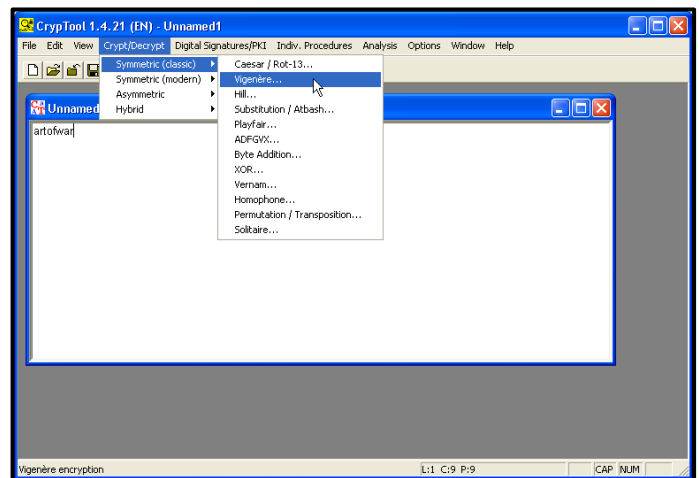 CrypTool 1.4.21 (EN) - Unnamed1
File Edit View Crypt/Decrypt Digital Signatures/PKI Indiv. Procedures Analysis Options Window Help
Symmetric (classic)
Symmetric (modern)
Asymmetric
Hybrid
Caesar / Rot-13...
Vigenère...
Hill...
Substitution / Atbash...
Playfair...
ADFGVX...
Byte Addition...
XOR...
Vernam...
Homophone...
Permutation / Transposition...
Solitaire...
Unnamed
artofwar
Vigenère encryption L:1 C:9 P:9 CAP NUM